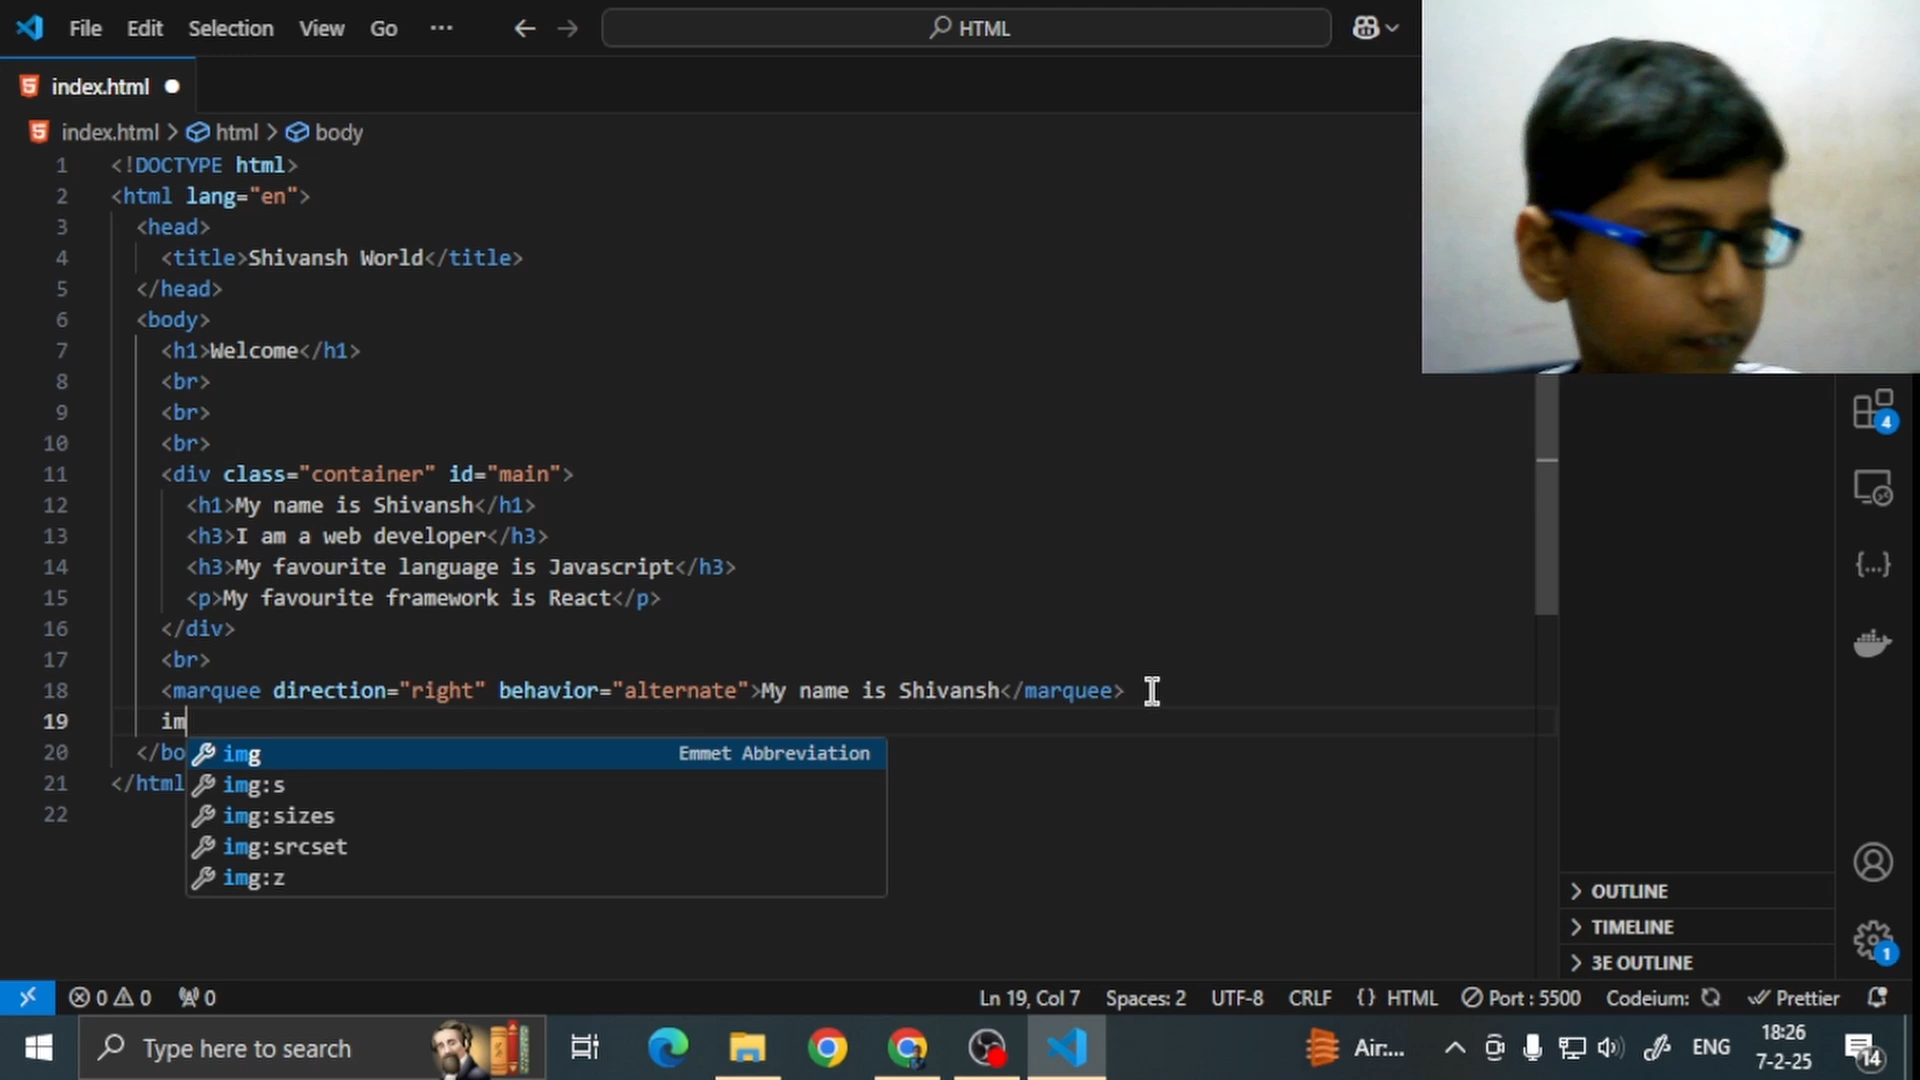 File Edit Selection View Go ··· HTML
index.html
index.html > html > body
1 <!DOCTYPE html>
2 <html lang="en">
3 <head>
4 <title>Shivansh World</title>
5 </head>
6 <body>
7 <h1>Welcome</h1>
8 <br>
9 <br>
10 <br>
11 <div class="container" id="main">
12 <h1>My name is Shivansh</h1>
13 <h3>I am a web developer</h3>
14 <h3>My favourite language is Javascript</h3>
15 <p>My favourite framework is React</p>
16 </div>
17 <br>
18 <marquee direction="right" behavior="alternate">My name is Shivansh</marquee>
19 im
20 </bo
21 </html
22
img Emmet Abbreviation
img:s
img:sizes
img:srcset
img:z
4
OUTLINE
TIMELINE
3E OUTLINE
1
0 0 0 Ln 19, Col 7 Spaces: 2 UTF-8 CRLF {} HTML Port : 5500 Codeium: Prettier
Type here to search Air:... ENG 18:26
7-2-25
14